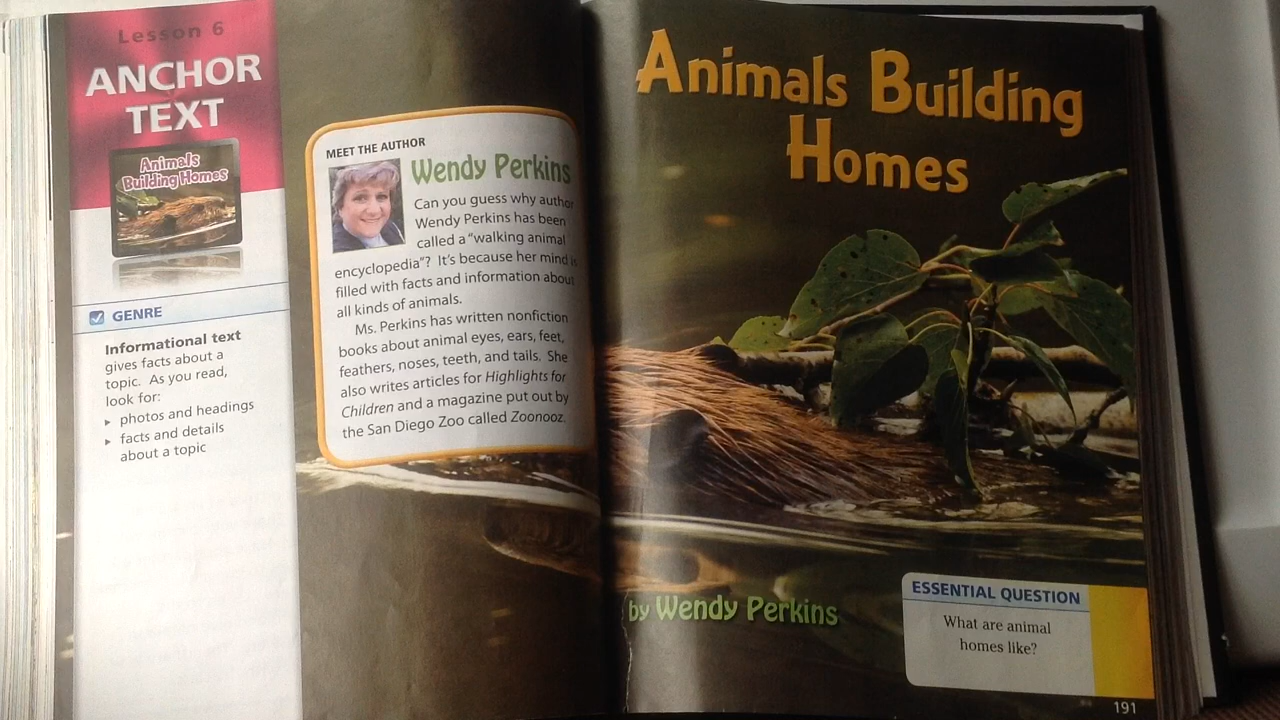 Lesson 6
ANCHOR
TEXT
Animals
Building Homes
GENRE
Informational text
gives facts about a
topic. As you read,
look for:
▸ photos and headings
▸ facts and details
about a topic
MEET THE AUTHOR
Wendy Perkins
Can you guess why author
Wendy Perkins has been
called a "walking animal
encyclopedia"? It's because her mind is
filled with facts and information about
all kinds of animals.
Ms. Perkins has written nonfiction
books about animal eyes, ears, feet,
feathers, noses, teeth, and tails. She
also writes articles for Highlights for
Children and a magazine put out by
the San Diego Zoo called Zoonooz.
Animals Building
Homes
by Wendy Perkins
ESSENTIAL QUESTION
What are animal
homes like?
191